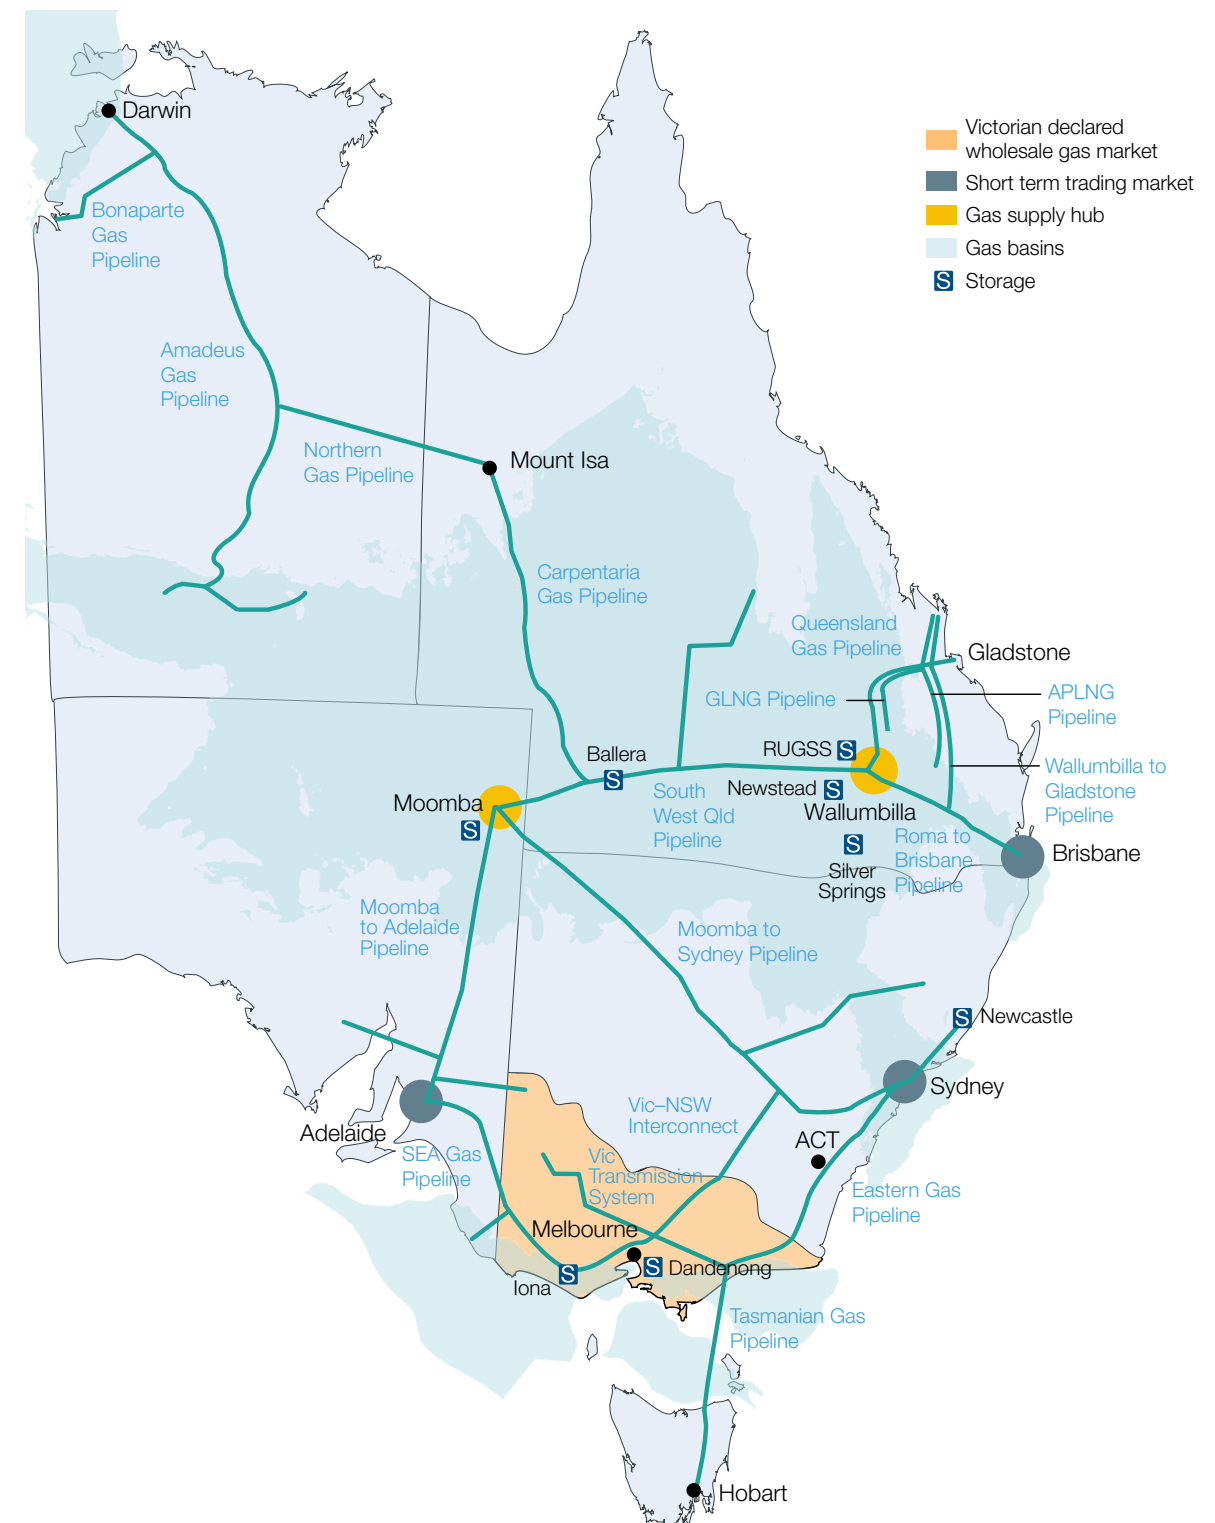 Darwin
Victorian declared
wholesale gas market
Short term trading market
Gas supply hub
Gas basins
S Storage
Bonaparte
Gas
Pipeline
Amadeus
Gas
Pipeline
Northern
Gas Pipeline
Mount Isa
Carpentaria
Gas Pipeline
Queensland
Gas Pipeline
Gladstone
GLNG Pipeline
APLNG
Pipeline
RUGSS S
Ballera
S
Newstead S
Wallumbilla
Wallumbilla to
Gladstone
Pipeline
South
West Qld
Pipeline
Moomba
S
Roma to
Brisbane
Pipeline
Brisbane
S
Silver
Springs
Moomba
to Adelaide
Pipeline
Moomba to
Sydney Pipeline
S Newcastle
Sydney
Vic–NSW
Interconnect
Adelaide
ACT
SEA Gas
Pipeline
Vic
Transmission
System
Eastern Gas
Pipeline
Melbourne
S Dandenong
S
Iona
Tasmanian Gas
Pipeline
Hobart